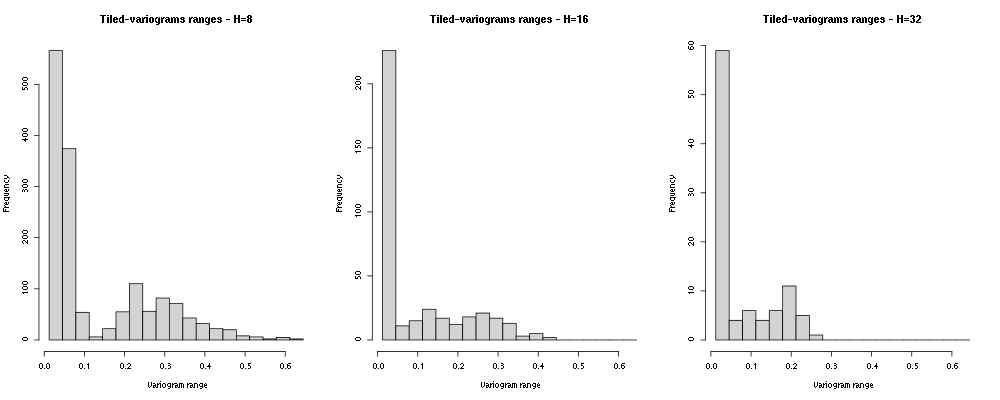 Tiled-variograms ranges - H=8
Frequency
0
100
200
300
400
500
0.0 0.1 0.2 0.3 0.4 0.5 0.6
Variogram range
Tiled-variograms ranges - H=16
Frequency
0
50
100
150
200
0.0 0.1 0.2 0.3 0.4 0.5 0.6
Variogram range
Tiled-variograms ranges - H=32
Frequency
0
10
20
30
40
50
60
0.0 0.1 0.2 0.3 0.4 0.5 0.6
Variogram range